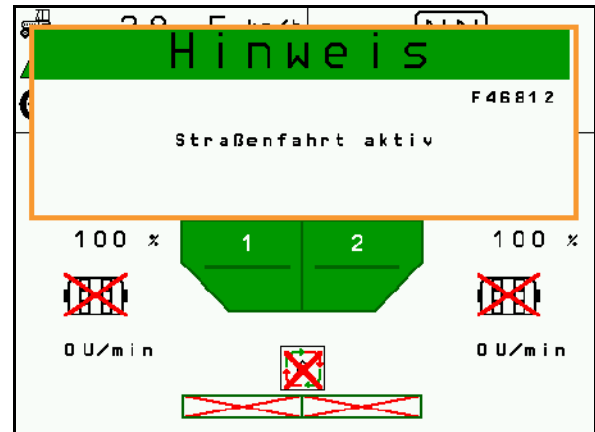 Hinweis
F46812
Straßenfahrt aktiv
100 %
1
2
100 %
0 U/min
0 U/min